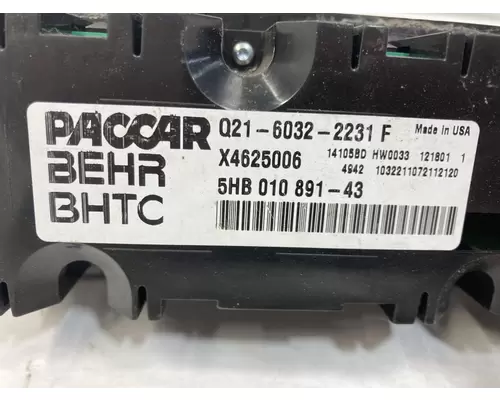 PACCAR
BEHR
BHTC
Q21-6032-2231 F Made In USA
X4625006 14105BD HW0033 121801 1
4942 1032211072112120
5HB 010 891-43